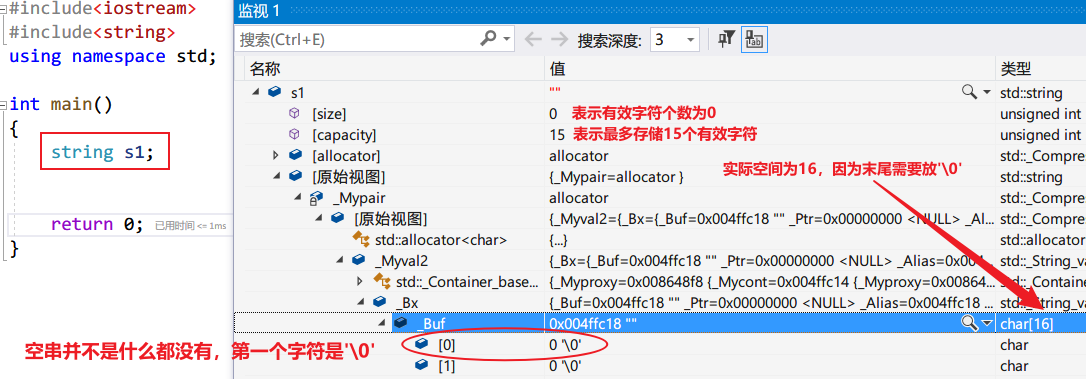 #include<iostream>
#include<string>
using namespace std;
int main()
{
string s1;
return 0; 已用时间 <= 1ms
}
监视 1
搜索(Ctrl+E) 搜索深度: 3
名称 值 类型
s1 "" std::string
[size] 0 表示有效字符个数为0 unsigned int
[capacity] 15 表示最多存储15个有效字符 unsigned int
[allocator] allocator std::_Compre
实际空间为16，因为末尾需要放'\0'
[原始视图] {_Mypair=allocator } std::string
_Mypair allocator std::_Compre
[原始视图] {_Myval2={_Bx={_Buf=0x004ffc18 "" _Ptr=0x00000000 <NULL> _Al... std::_Compre
std::allocator<char> {...} std::allocato
_Myval2 {_Bx={_Buf=0x004ffc18 "" _Ptr=0x00000000 <NULL> _Alias=0x004... std::_String_va
std::_Container_base... {_Myproxy=0x008648f8 {_Mycont=0x004ffc14 {_Myproxy=0x00864... std::_Contain
_Bx {_Buf=0x004ffc18 "" _Ptr=0x00000000 <NULL> _Alias=0x004ffc18 ... std::_String_va
_Buf 0x004ffc18 "" char[16]
空串并不是什么都没有，第一个字符是'\0'
[0] 0 '\0' char
[1] 0 '\0' char